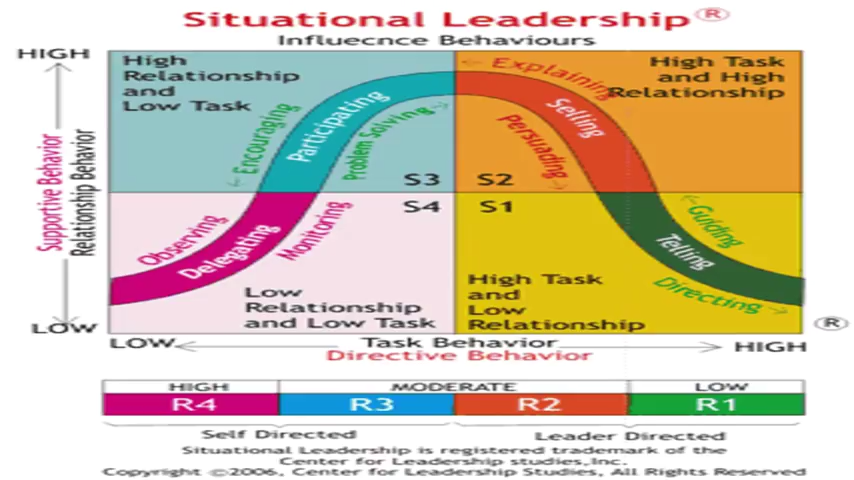 Situational Leadership ®
Influecnce Behaviours
HIGH
High
Relationship
and
Low Task
High Task
and High
Relationship
Explaining
Selling
Persuading
Encouraging
Participating
Problem Solving
S3
S2
S4
S1
Supportive Behavior
Relationship Behavior
Observing
Delegating
Monitoring
Guiding
Telling
Directing
Low
Relationship
and Low Task
High Task
and
Low
Relationship
LOW
®
LOW
Task Behavior
HIGH
Directive Behavior
HIGH
MODERATE
LOW
R4
R3
R2
R1
Self Directed
Leader Directed
Situational Leadership is registered trademark of the
Center for Leadership studies,Inc.
Copyright ©2006, Center for Leadership Studies, All Rights Reserved